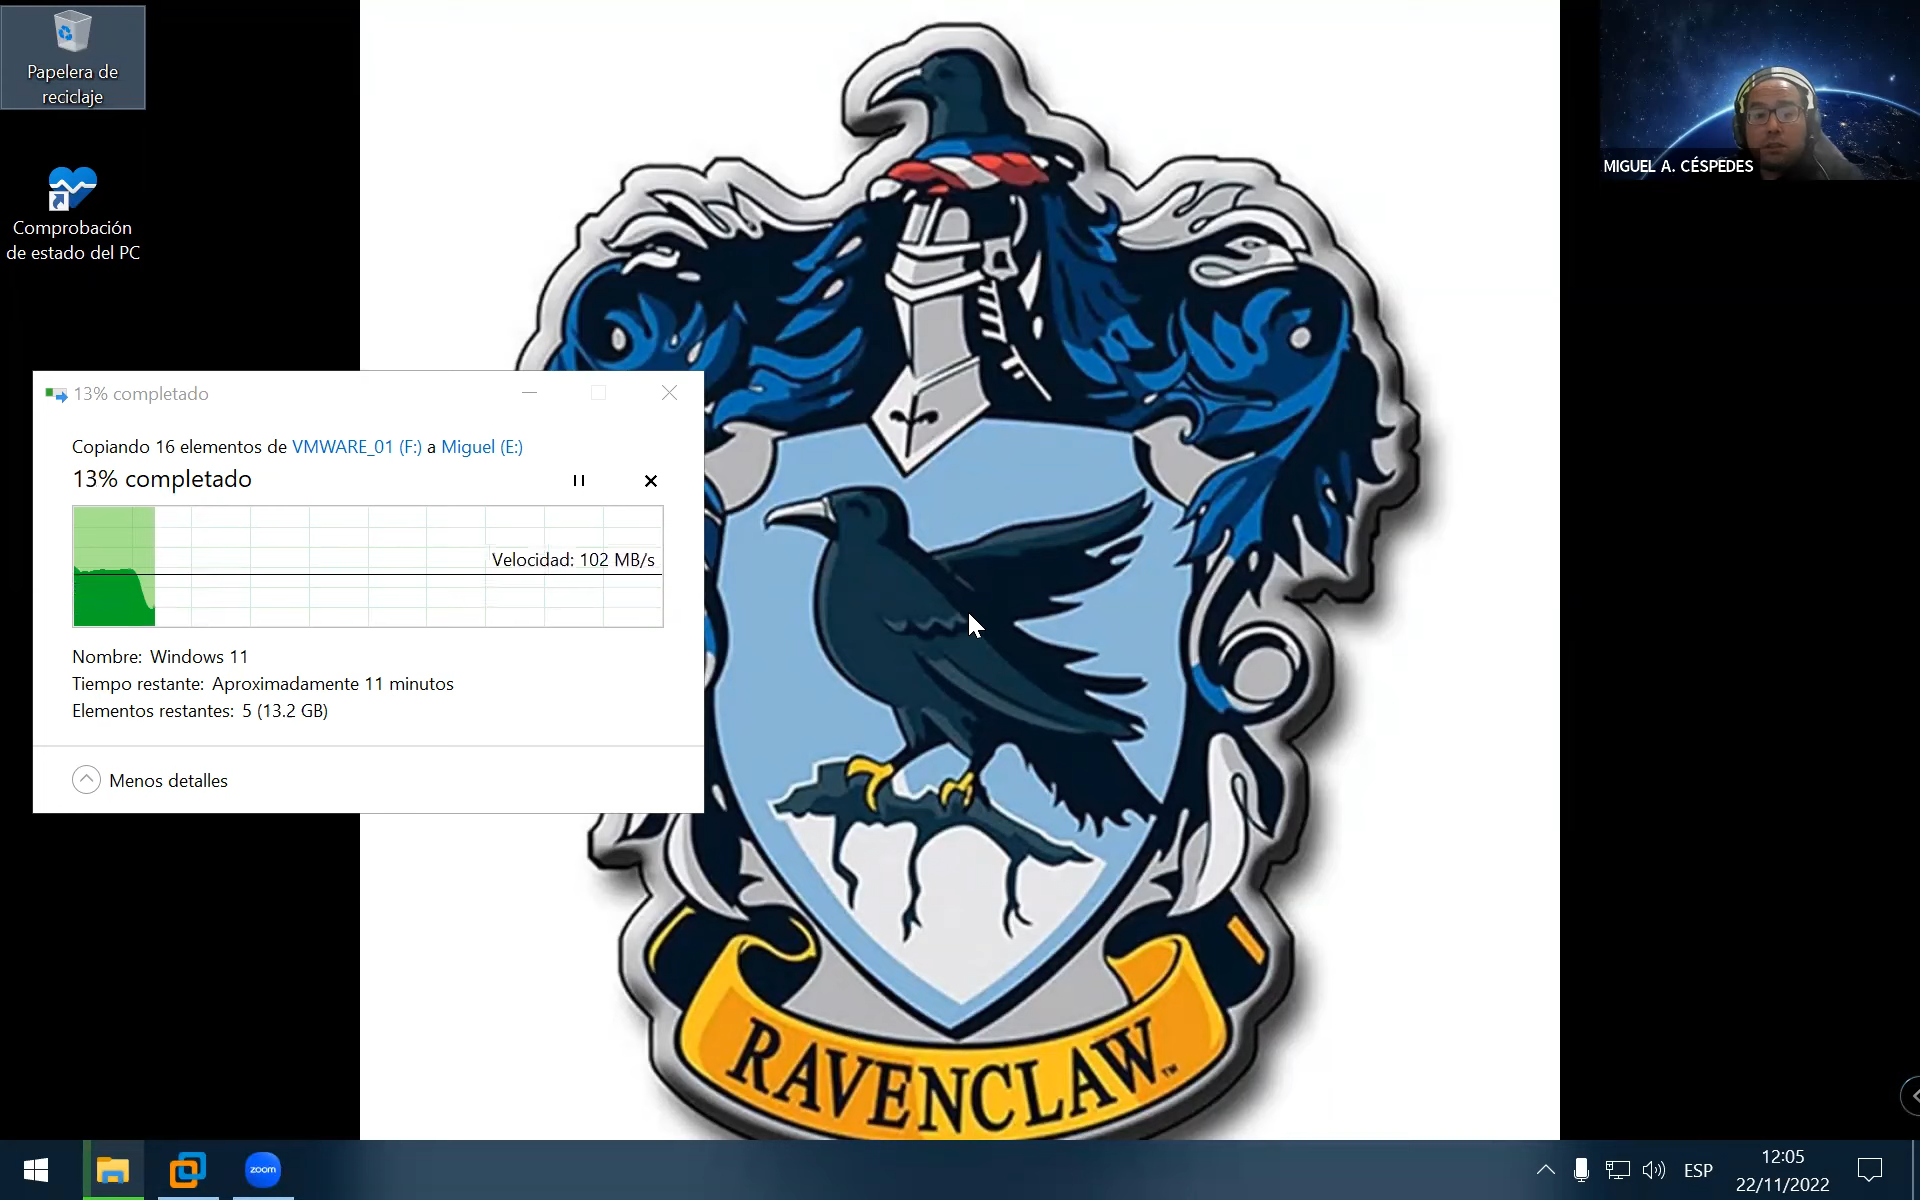 Papelera de
reciclaje
Comprobación
de estado del PC
MIGUEL A. CÉSPEDES
13% completado
Copiando 16 elementos de VMWARE_01 (F:) a Miguel (E:)
13% completado
Velocidad: 102 MB/s
Nombre: Windows 11
Tiempo restante: Aproximadamente 11 minutos
Elementos restantes: 5 (13.2 GB)
Menos detalles
RAVENCLAW™
zoom
ESP
12:05
22/11/2022